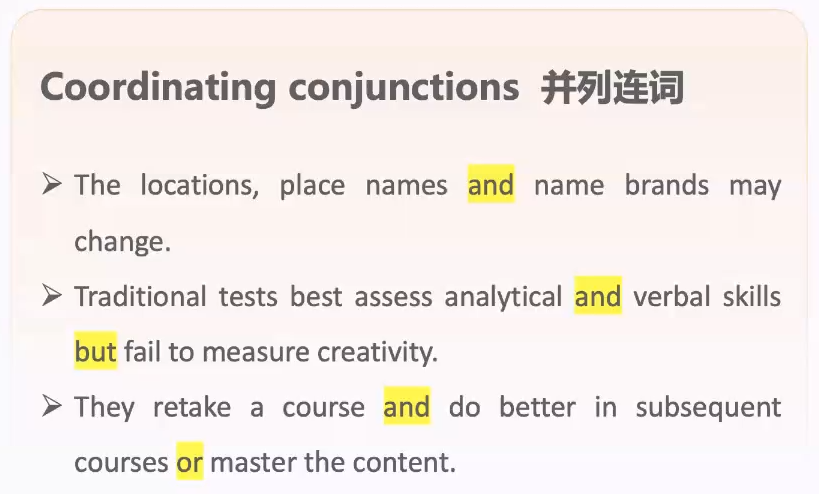 Coordinating conjunctions 并列连词
➢ The locations, place names and name brands may
change.
➢ Traditional tests best assess analytical and verbal skills
but fail to measure creativity.
➢ They retake a course and do better in subsequent
courses or master the content.